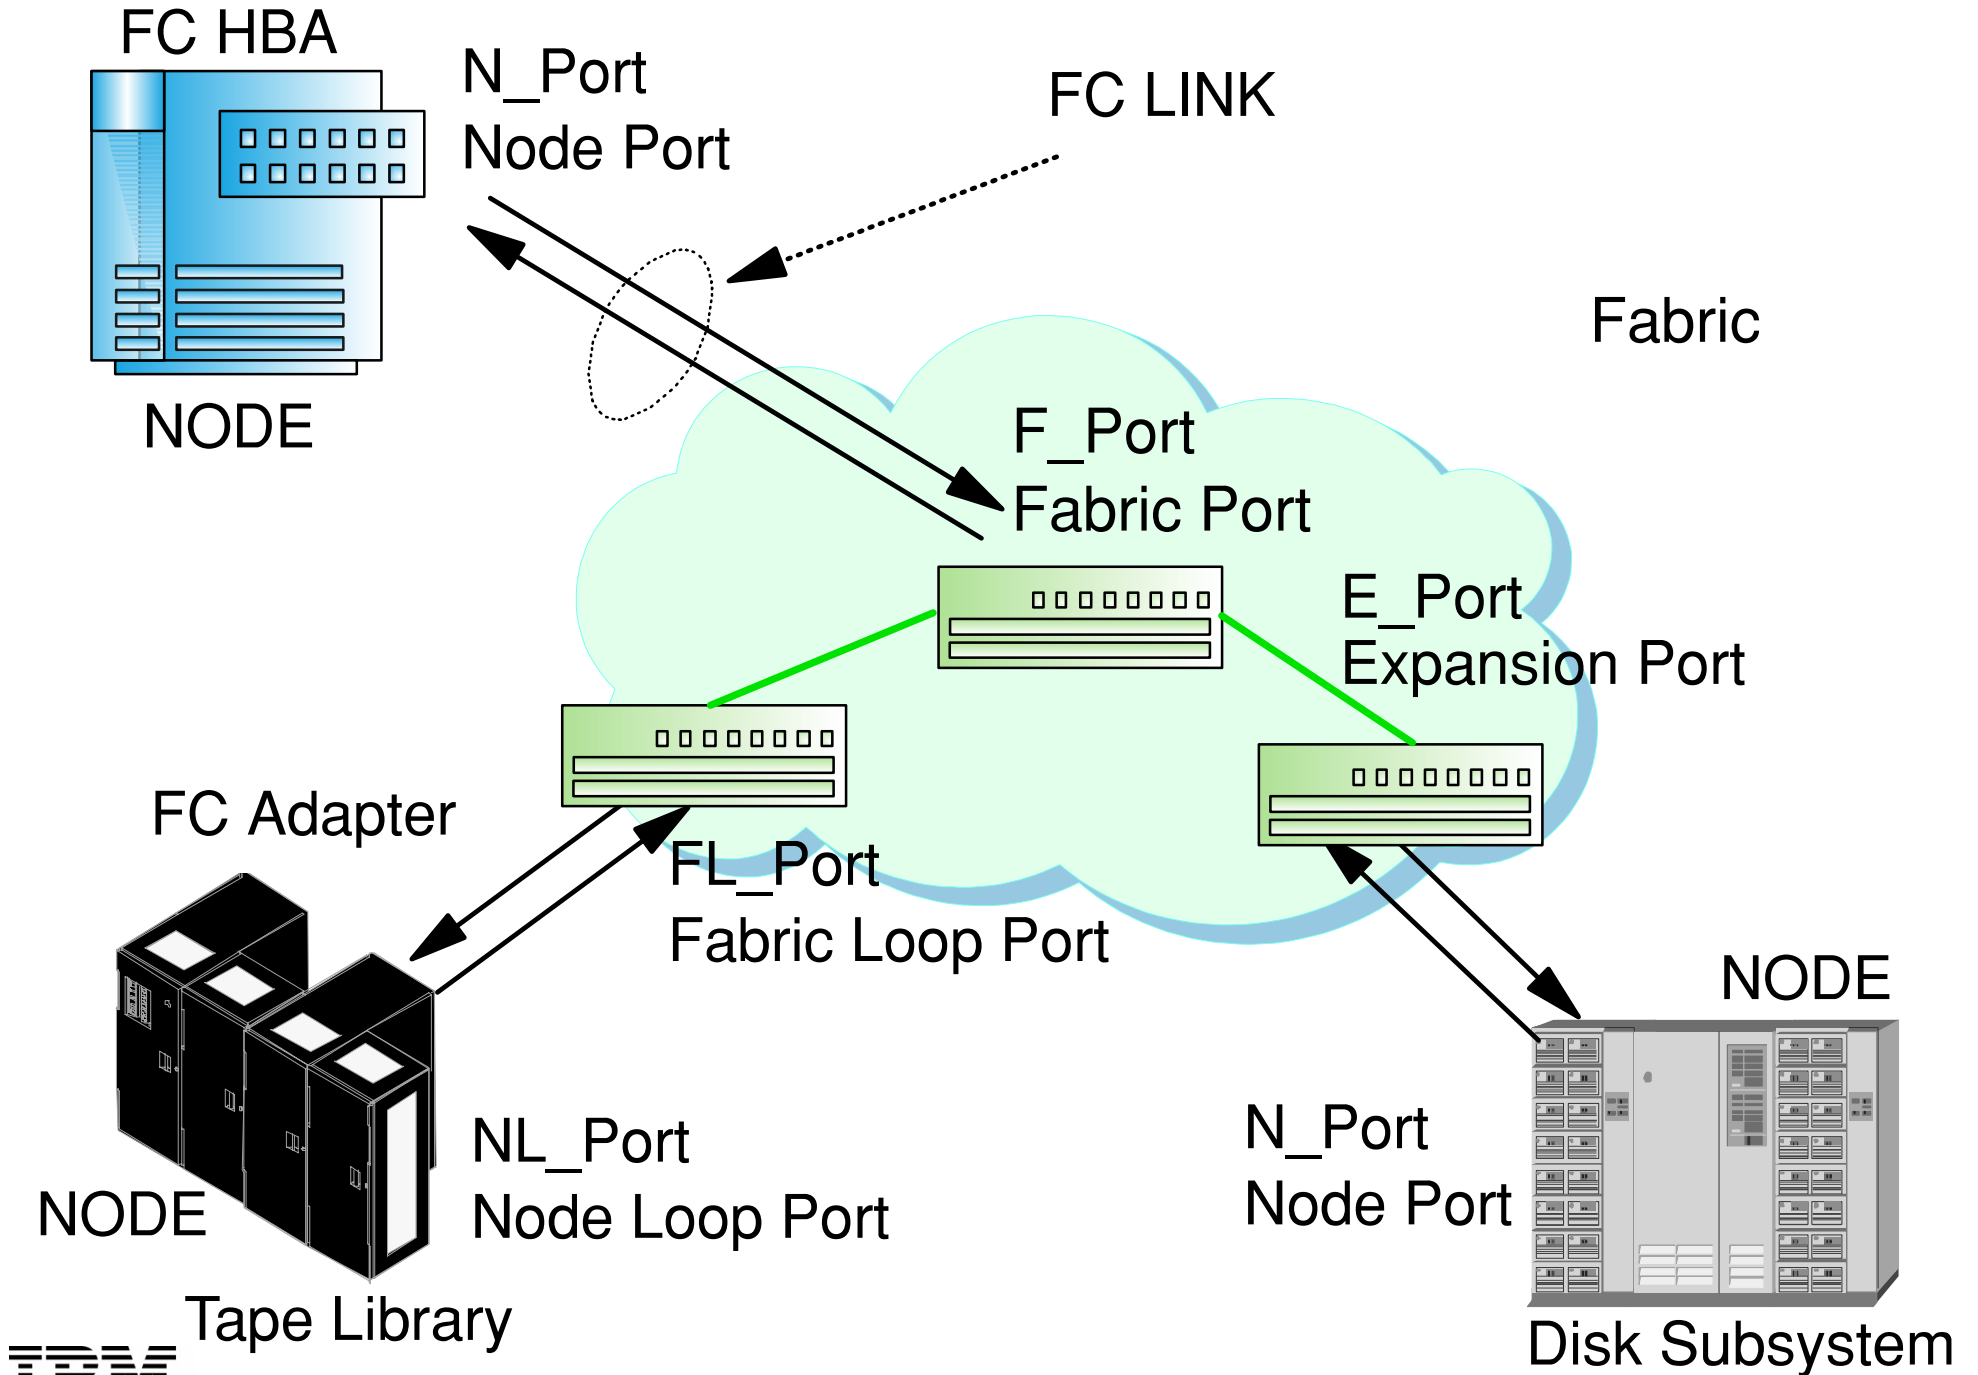 FC HBA
N_Port
Node Port
FC LINK
Fabric
NODE
F_Port
Fabric Port
E_Port
Expansion Port
FC Adapter
FL_Port
Fabric Loop Port
NODE
NL_Port
Node Loop Port
N_Port
Node Port
NODE
Tape Library
Disk Subsystem
IBM